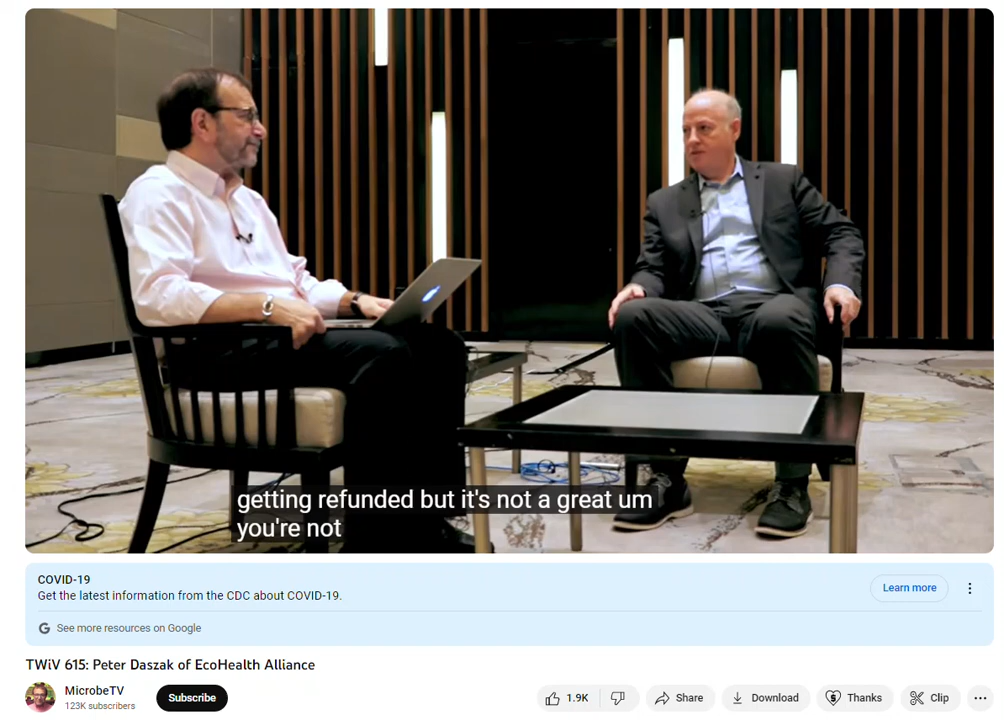 getting refunded but it's not a great um
you're not
COVID-19
Get the latest information from the CDC about COVID-19.
Learn more
See more resources on Google
TWiV 615: Peter Daszak of EcoHealth Alliance
MicrobeTV
123K subscribers
Subscribe
1.9K
Share
Download
Thanks
Clip